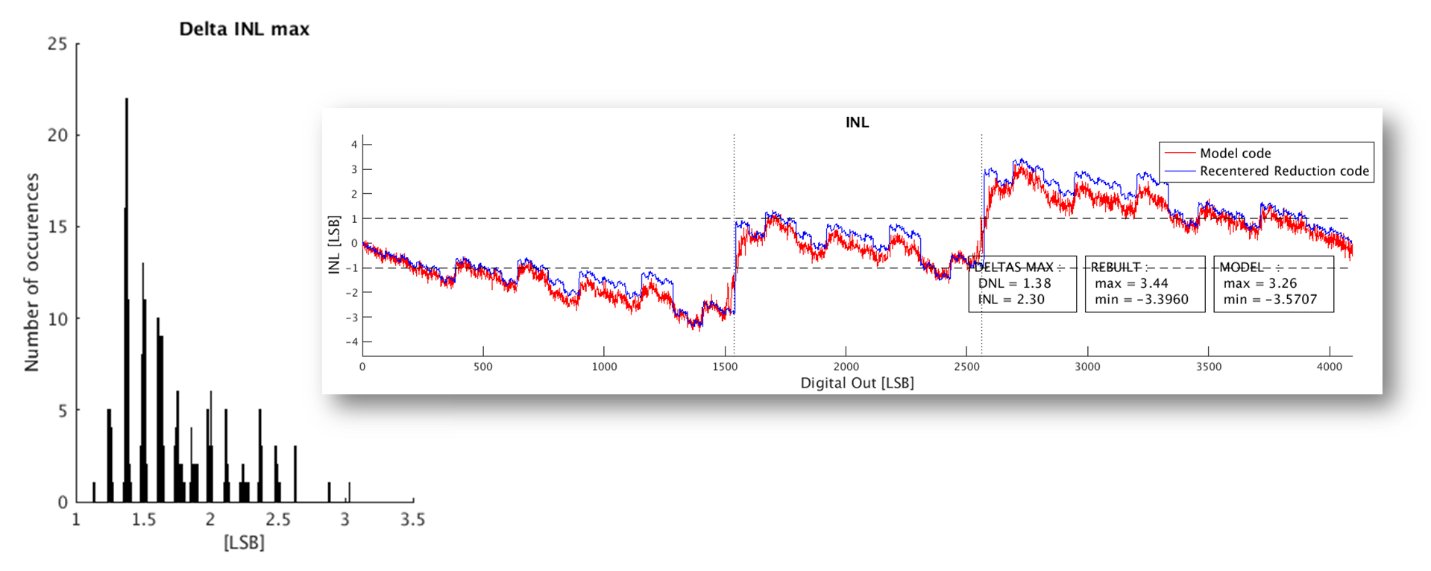 Delta INL max
25
20
15
10
5
0
Number of occurences
1 1.5 2 2.5 3 3.5
[LSB]
INL
Model code
Recentered Reduction code
4
3
2
1
0
−1
−2
−3
−4
INL [LSB]
DELTAS MAX :
DNL = 1.38
INL = 2.30
REBUILT :
max = 3.44
min = −3.3960
MODEL :
max = 3.26
min = −3.5707
0 500 1000 1500 2000 2500 3000 3500 4000
Digital Out [LSB]